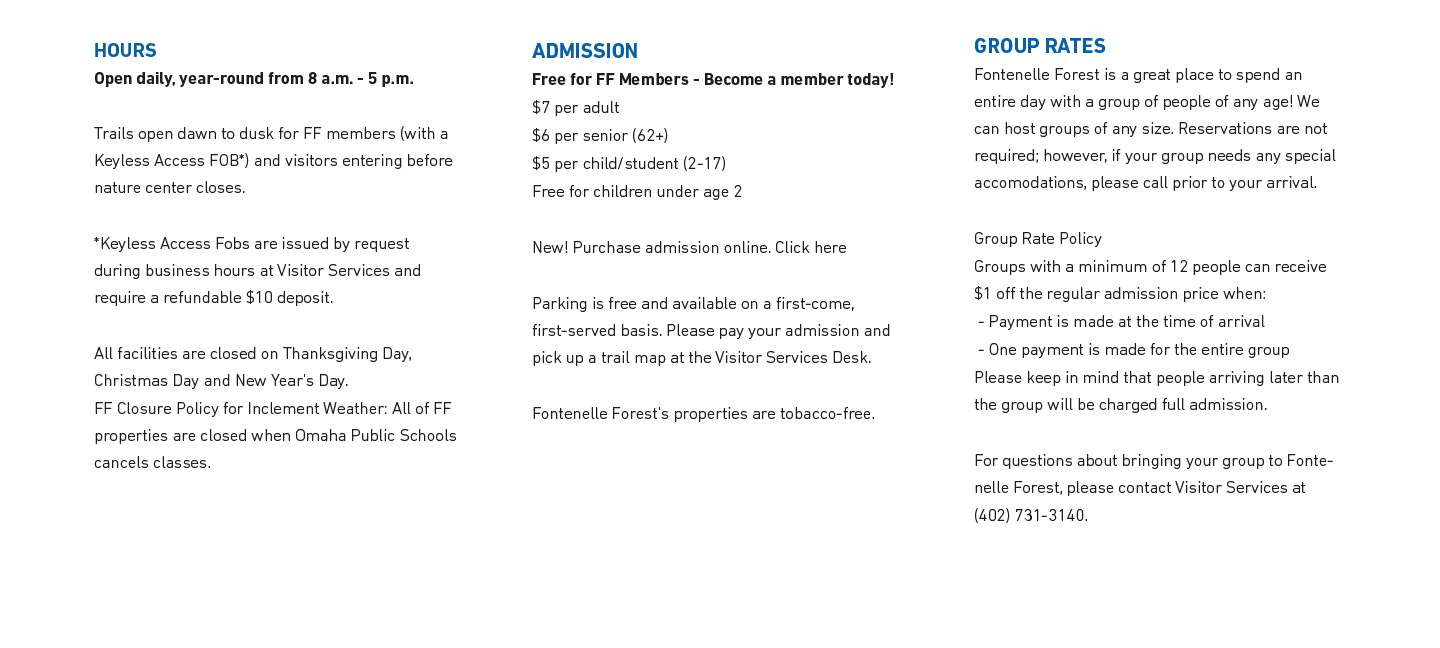 HOURS
Open daily, year-round from 8 a.m. - 5 p.m.
Trails open dawn to dusk for FF members (with a
Keyless Access FOB*) and visitors entering before
nature center closes.
*Keyless Access Fobs are issued by request
during business hours at Visitor Services and
require a refundable $10 deposit.
All facilities are closed on Thanksgiving Day,
Christmas Day and New Year's Day.
FF Closure Policy for Inclement Weather: All of FF
properties are closed when Omaha Public Schools
cancels classes.
ADMISSION
Free for FF Members - Become a member today!
$7 per adult
$6 per senior (62+)
$5 per child/student (2-17)
Free for children under age 2
New! Purchase admission online. Click here
Parking is free and available on a first-come,
first-served basis. Please pay your admission and
pick up a trail map at the Visitor Services Desk.
Fontenelle Forest's properties are tobacco-free.
GROUP RATES
Fontenelle Forest is a great place to spend an
entire day with a group of people of any age! We
can host groups of any size. Reservations are not
required; however, if your group needs any special
accomodations, please call prior to your arrival.
Group Rate Policy
Groups with a minimum of 12 people can receive
$1 off the regular admission price when:
- Payment is made at the time of arrival
- One payment is made for the entire group
Please keep in mind that people arriving later than
the group will be charged full admission.
For questions about bringing your group to Fonte-
nelle Forest, please contact Visitor Services at
(402) 731-3140.